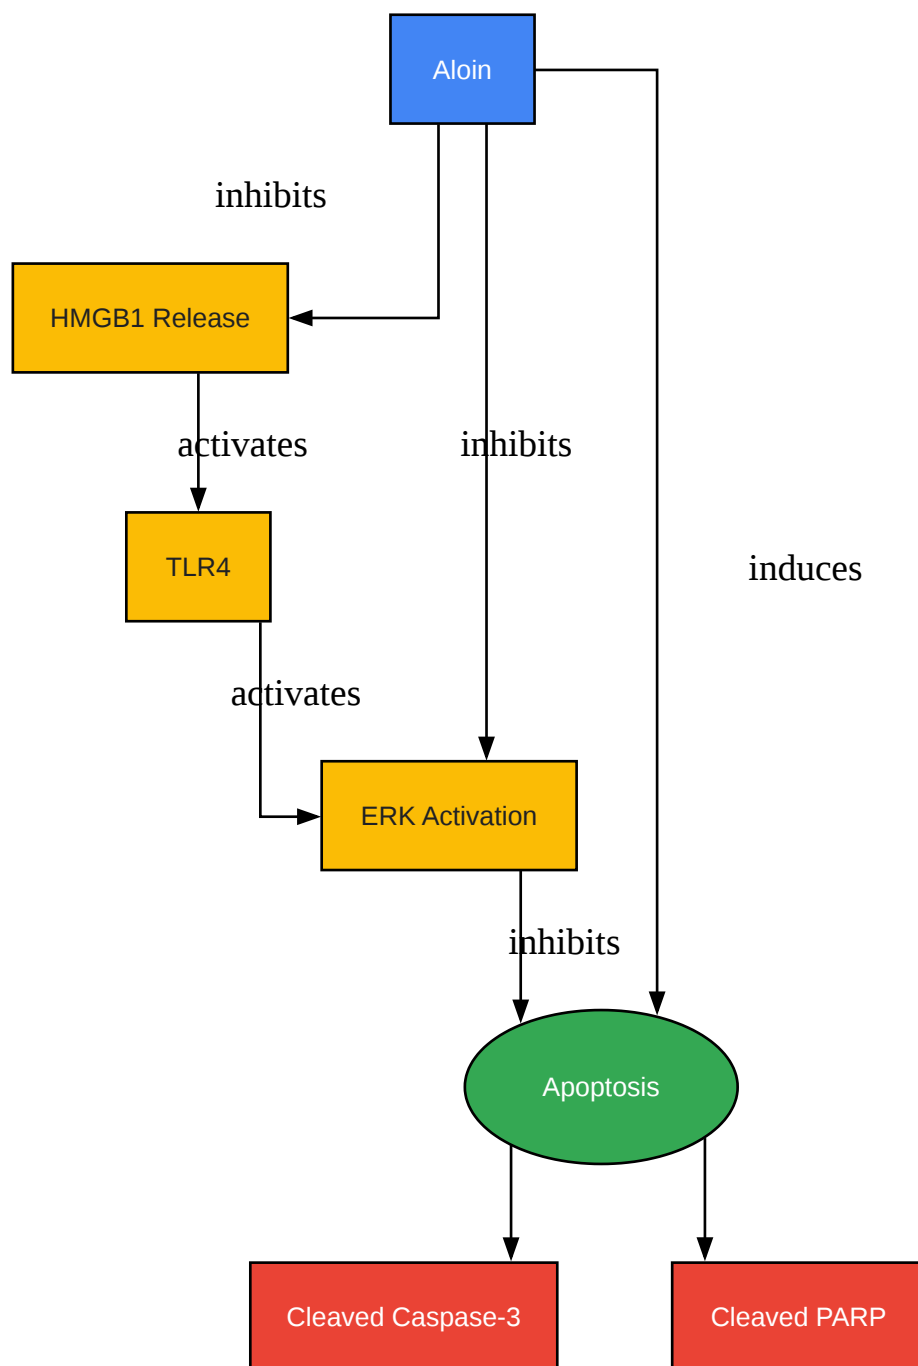 Aloin
inhibits
HMGB1 Release
activates
inhibits
TLR4
induces
activates
ERK Activation
inhibits
Apoptosis
Cleaved Caspase-3
Cleaved PARP